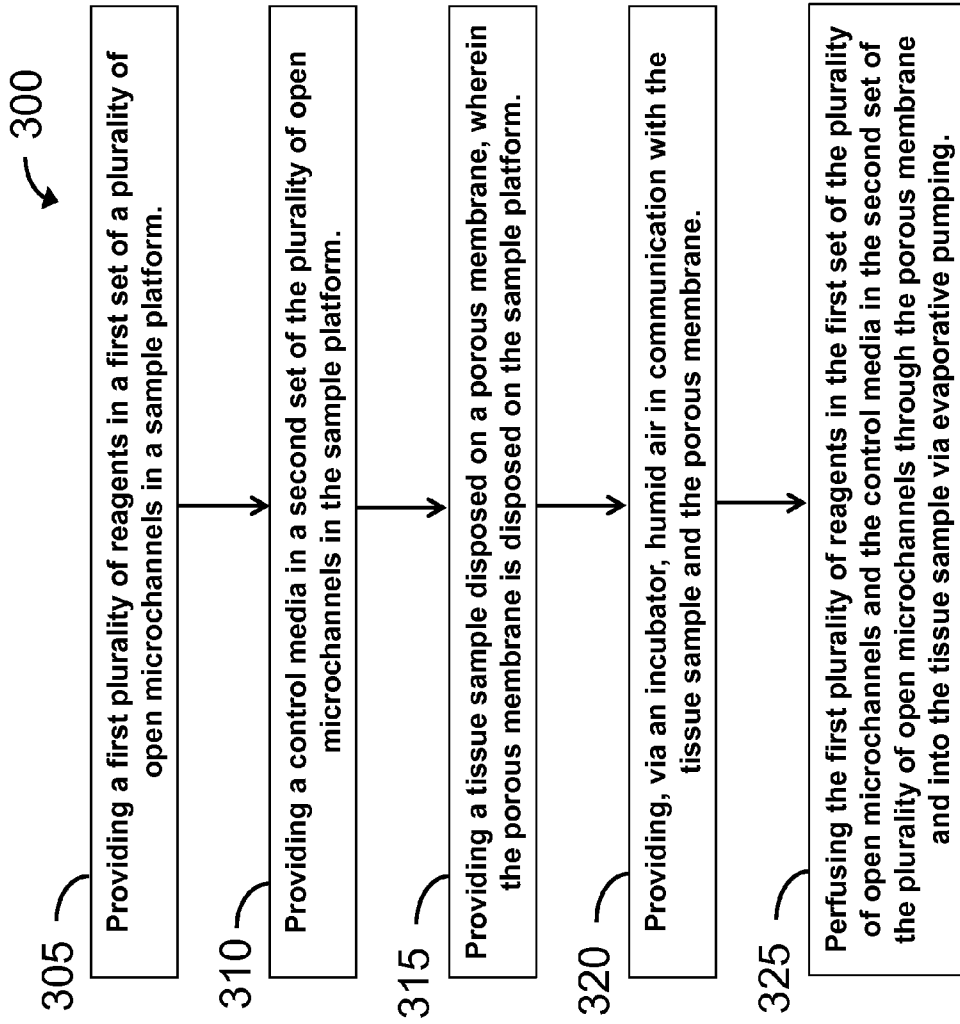 300
305
Providing a first plurality of reagents in a first set of a plurality of
open microchannels in a sample platform.
310
Providing a control media in a second set of the plurality of open
microchannels in the sample platform.
315
Providing a tissue sample disposed on a porous membrane, wherein
the porous membrane is disposed on the sample platform.
320
Providing, via an incubator, humid air in communication with the
tissue sample and the porous membrane.
325
Perfusing the first plurality of reagents in the first set of the plurality
of open microchannels and the control media in the second set of
the plurality of open microchannels through the porous membrane
and into the tissue sample via evaporative pumping.